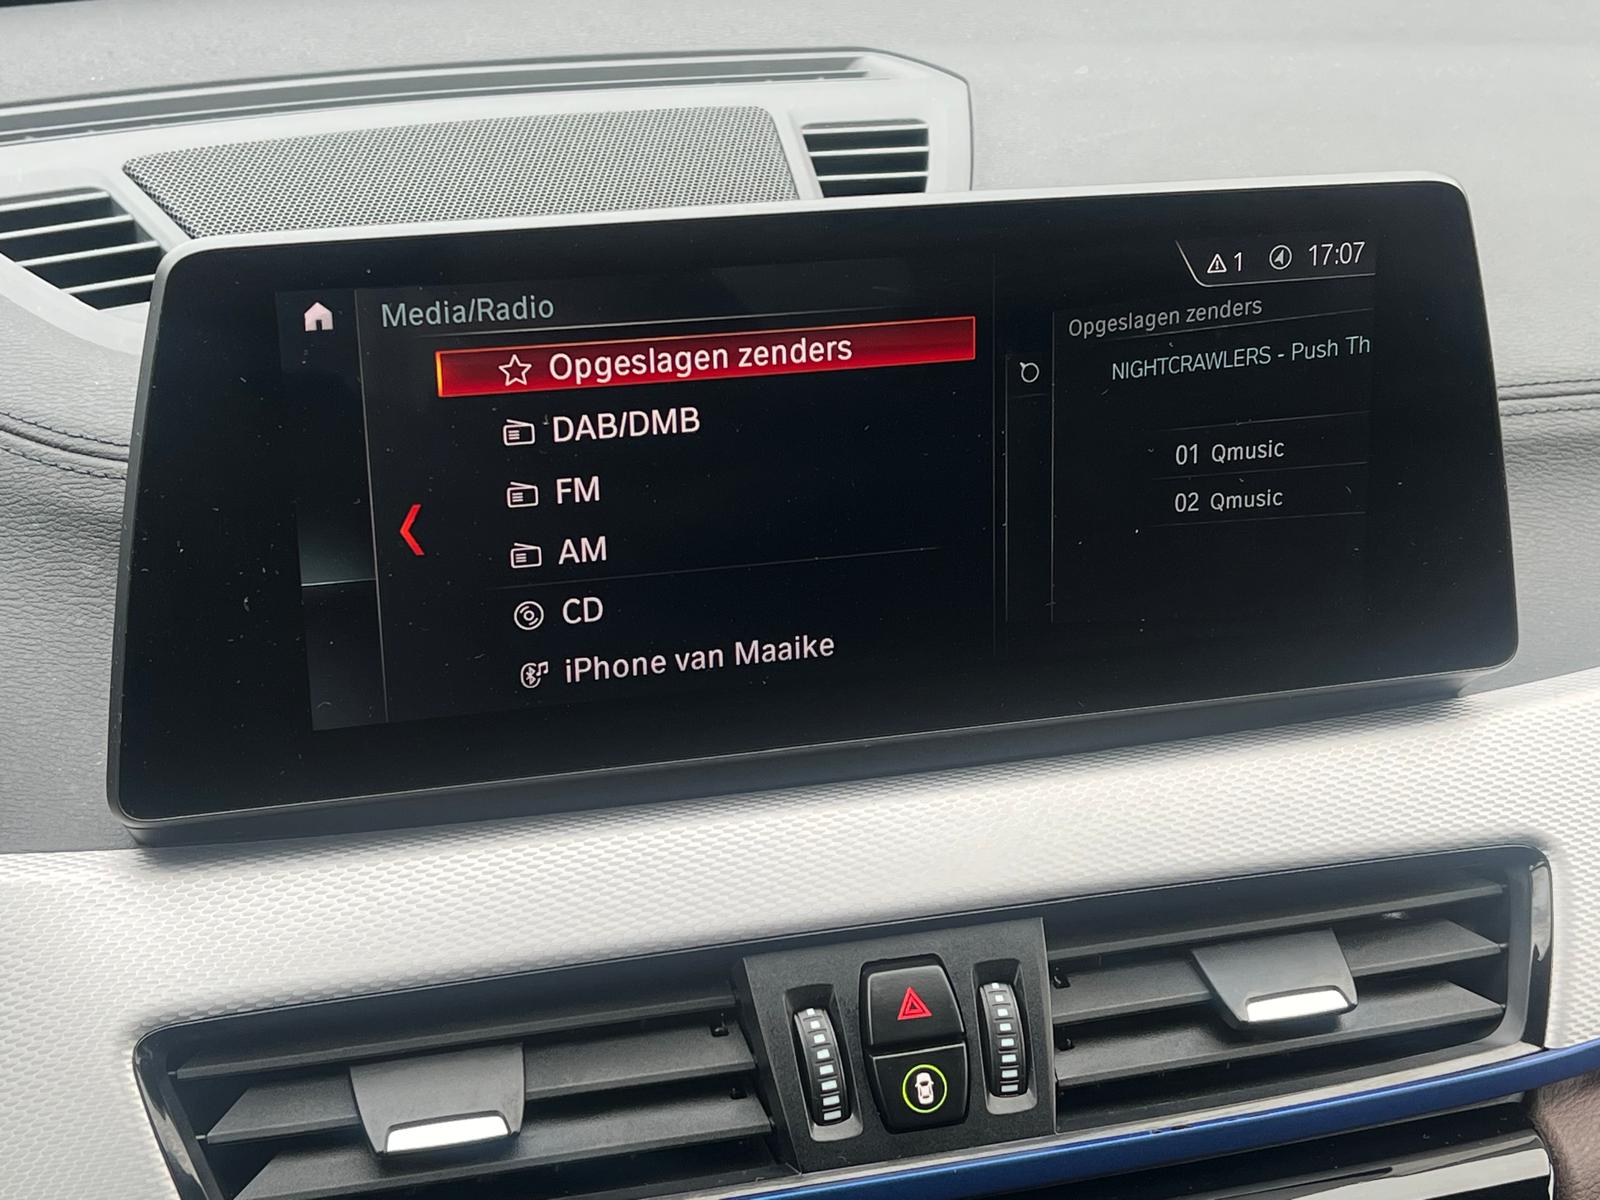 1 17:07
Media/Radio
Opgeslagen zenders
DAB/DMB
FM
AM
CD
iPhone van Maaike
Opgeslagen zenders
NIGHTCRAWLERS - Push Th
01 Qmusic
02 Qmusic